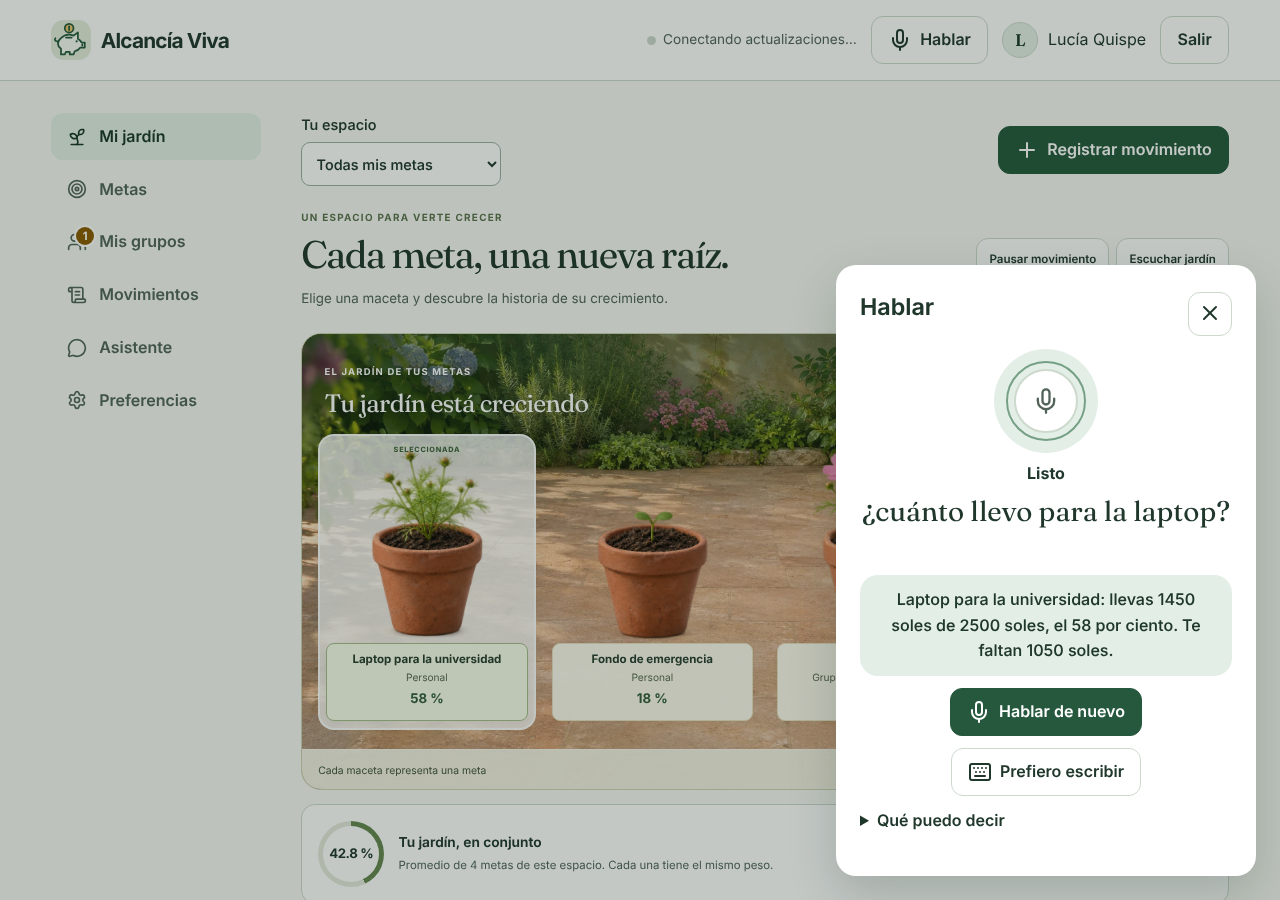 Alcancía Viva
Conectando actualizaciones...
Hablar
L
Lucía Quispe
Salir
Mi jardín
Metas
1
Mis grupos
Movimientos
Asistente
Preferencias
Tu espacio
Todas mis metas
Registrar movimiento
UN ESPACIO PARA VERTE CRECER
Cada meta, una nueva raíz.
Elige una maceta y descubre la historia de su crecimiento.
Pausar movimiento
Escuchar jardín
EL JARDÍN DE TUS METAS
Tu jardín está creciendo
SELECCIONADA
Laptop para la universidad
Personal
58 %
Fondo de emergencia
Personal
18 %
Grup
Cada maceta representa una meta
42.8 %
Tu jardín, en conjunto
Promedio de 4 metas de este espacio. Cada una tiene el mismo peso.
Hablar
Listo
¿cuánto llevo para la laptop?
Laptop para la universidad: llevas 1450
soles de 2500 soles, el 58 por ciento. Te
faltan 1050 soles.
Hablar de nuevo
Prefiero escribir
Qué puedo decir